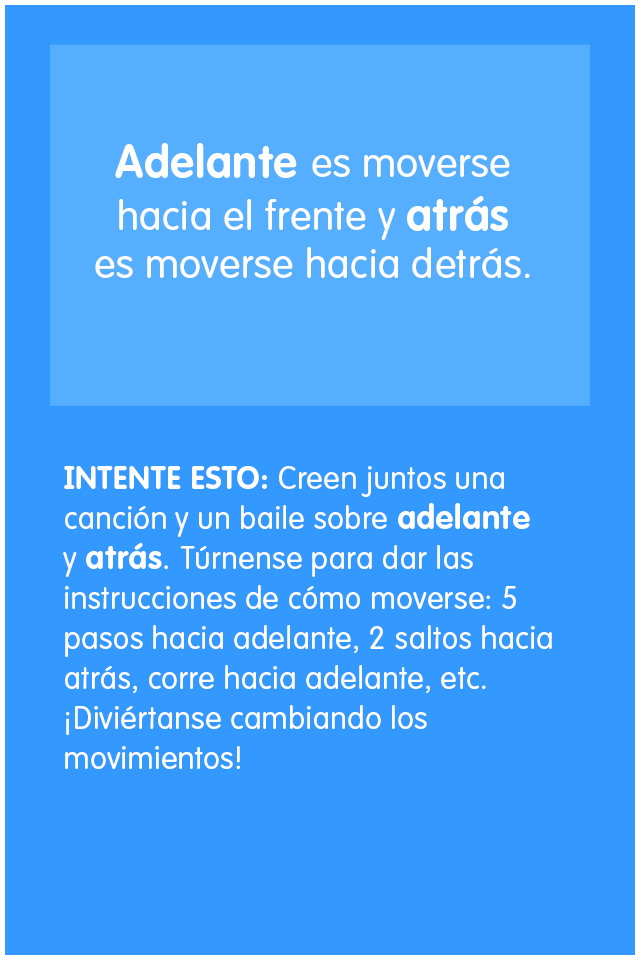 Adelante es moverse
hacia el frente y atrás
es moverse hacia detrás.
INTENTE ESTO: Creen juntos una
canción y un baile sobre adelante
y atrás. Túrnense para dar las
instrucciones de cómo moverse: 5
pasos hacia adelante, 2 saltos hacia
atrás, corre hacia adelante, etc.
¡Diviértanse cambiando los
movimientos!